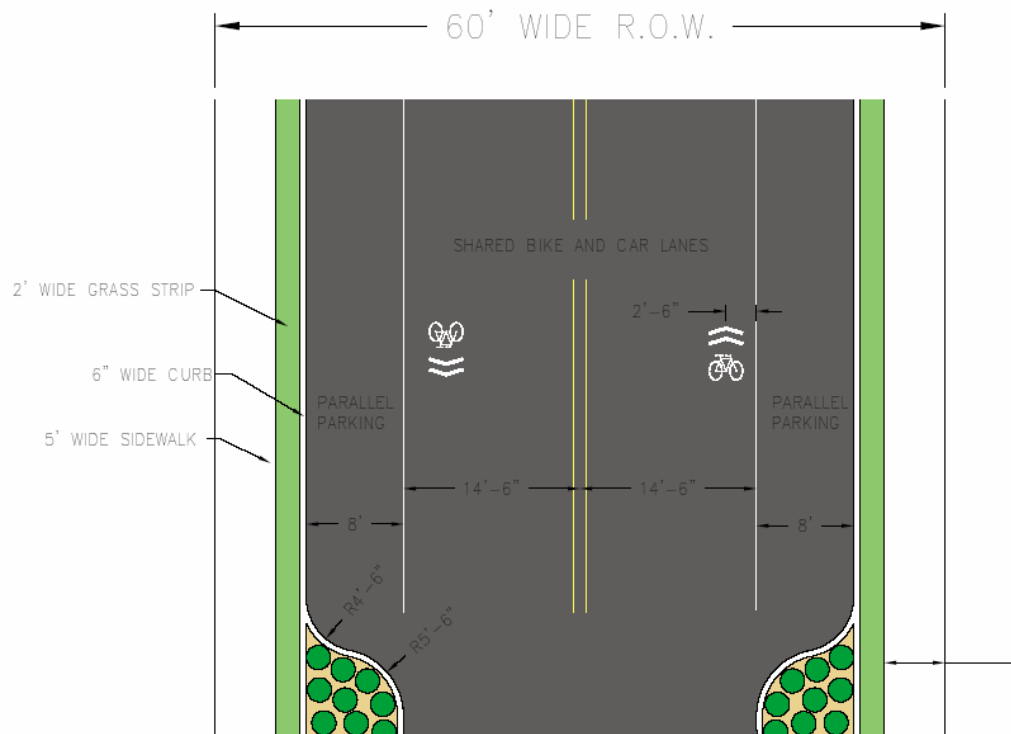 60' WIDE R.O.W.
SHARED BIKE AND CAR LANES
2' WIDE GRASS STRIP
2'-6"
6" WIDE CURB
PARALLEL
PARKING
PARALLEL
PARKING
5' WIDE SIDEWALK
14'-6"
14'-6"
8'
8'
R4'-6"
R5'-6"